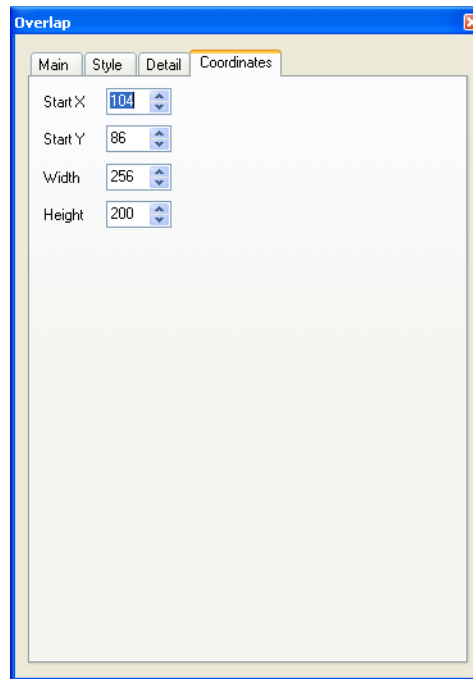 Overlap
Main Style Detail Coordinates
Start X 104
Start Y 86
Width 256
Height 200